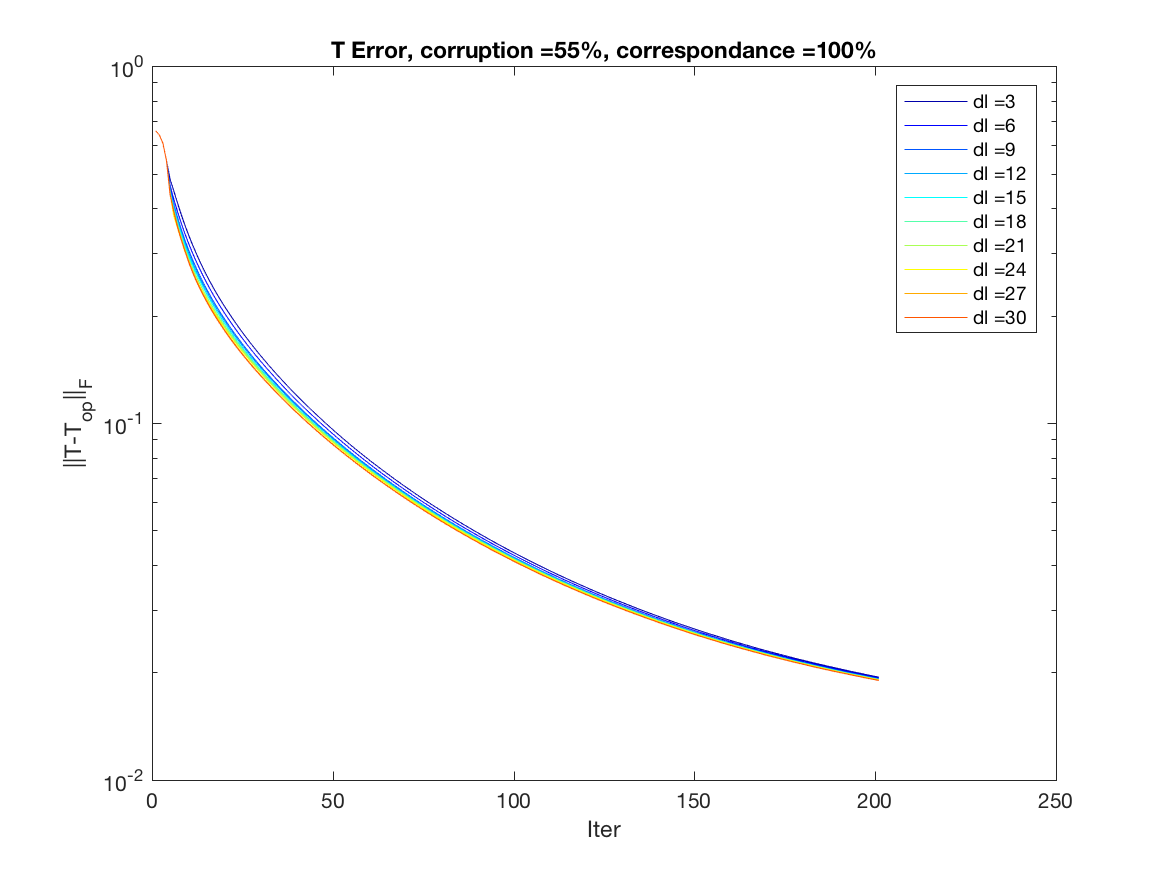 T Error, corruption =55%, correspondance =100%
10^0
10^-1
10^-2
||T-T_op||_F
0 50 100 150 200 250
Iter
dl =3
dl =6
dl =9
dl =12
dl =15
dl =18
dl =21
dl =24
dl =27
dl =30